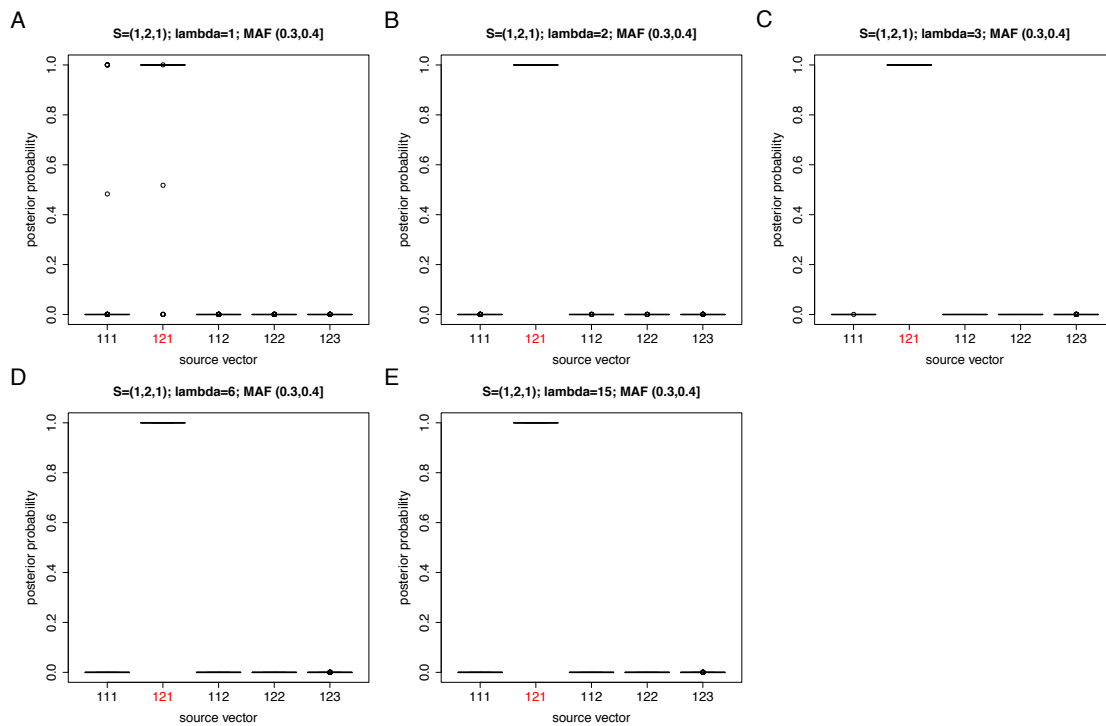 A
S=(1,2,1); lambda=1; MAF (0.3,0.4]
posterior probability
1.0
0.8
0.6
0.4
0.2
0.0
111 121 112 122 123
source vector
B
S=(1,2,1); lambda=2; MAF (0.3,0.4]
posterior probability
1.0
0.8
0.6
0.4
0.2
0.0
111 121 112 122 123
source vector
C
S=(1,2,1); lambda=3; MAF (0.3,0.4]
posterior probability
1.0
0.8
0.6
0.4
0.2
0.0
111 121 112 122 123
source vector
D
S=(1,2,1); lambda=6; MAF (0.3,0.4]
posterior probability
1.0
0.8
0.6
0.4
0.2
0.0
111 121 112 122 123
source vector
E
S=(1,2,1); lambda=15; MAF (0.3,0.4]
posterior probability
1.0
0.8
0.6
0.4
0.2
0.0
111 121 112 122 123
source vector